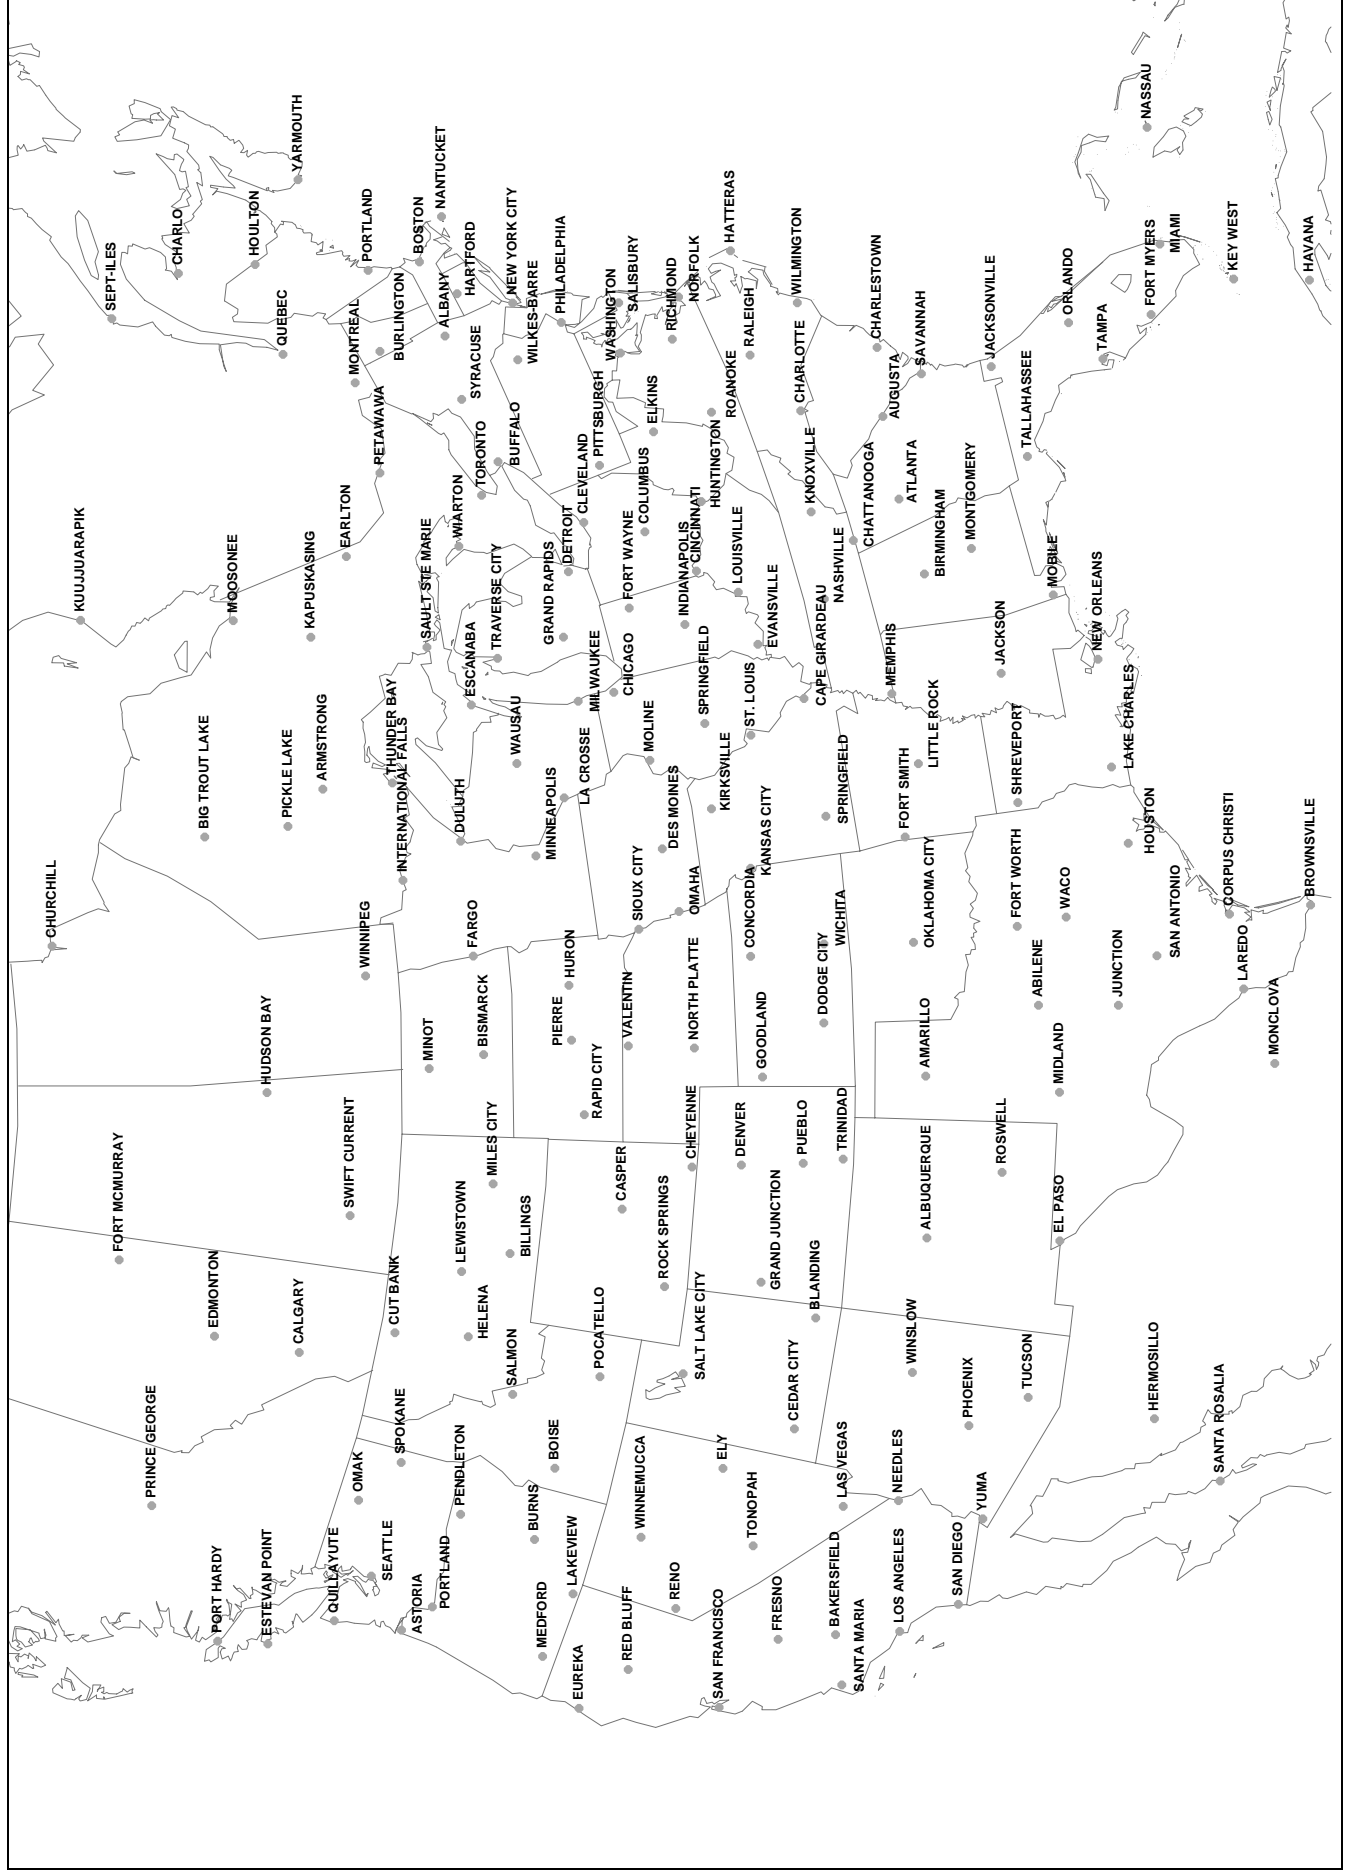 PORT HARDY
ESTEVAN POINT
QUILLAYUTE
SEATTLE
ASTORIA
PORTLAND
MEDFORD
EUREKA
LAKEVIEW
RED BLUFF
RENO
SAN FRANCISCO
FRESNO
BAKERSFIELD
SANTA MARIA
LOS ANGELES
SAN DIEGO
PRINCE GEORGE
OMAK
SPOKANE
PENDLETON
BURNS
BOISE
WINNEMUCCA
ELY
TONOPAH
LAS VEGAS
NEEDLES
YUMA
PHOENIX
TUCSON
HERMOSILLO
SANTA ROSALIA
FORT MCMURRAY
EDMONTON
CALGARY
CUT BANK
HELENA
SALMON
POCATELLO
SALT LAKE CITY
CEDAR CITY
BLANDING
WINSLOW
SWIFT CURRENT
LEWISTOWN
MILES CITY
BILLINGS
CASPER
ROCK SPRINGS
CHEYENNE
DENVER
GRAND JUNCTION
PUEBLO
TRINIDAD
ALBUQUERQUE
ROSWELL
EL PASO
HUDSON BAY
MINOT
BISMARCK
PIERRE
RAPID CITY
HURON
VALENTIN
NORTH PLATTE
GOODLAND
DODGE CITY
AMARILLO
ABILENE
MIDLAND
JUNCTION
MONCLOVA
LAREDO
CHURCHILL
WINNIPEG
FARGO
SIOUX CITY
OMAHA
CONCORDIA
WICHITA
OKLAHOMA CITY
FORT WORTH
WACO
SAN ANTONIO
CORPUS CHRISTI
BROWNSVILLE
HOUSTON
BIG TROUT LAKE
PICKLE LAKE
ARMSTRONG
THUNDER BAY
INTERNATIONAL FALLS
DULUTH
MINNEAPOLIS
WAUSAU
LA CROSSE
DES MOINES
MOLINE
KIRKSVILLE
KANSAS CITY
SPRINGFIELD
ST. LOUIS
SPRINGFIELD
FORT SMITH
LITTLE ROCK
SHREVEPORT
LAKE CHARLES
KUUJJUARAPIK
MOOSONEE
KAPUSKASING
EARLTON
SAULT STE MARIE
ESCANABA
TRAVERSE CITY
WIARTON
GRAND RAPIDS
DETROIT
MILWAUKEE
CHICAGO
FORT WAYNE
INDIANAPOLIS
CINCINNATI
LOUISVILLE
EVANSVILLE
CAPE GIRARDEAU
NASHVILLE
MEMPHIS
JACKSON
MOBILE
NEW ORLEANS
BIRMINGHAM
MONTGOMERY
ATLANTA
CHATTANOOGA
KNOXVILLE
HUNTINGTON
COLUMBUS
CLEVELAND
PITTSBURGH
ELKINS
ROANOKE
BUFFALO
TORONTO
PETAWAWA
SYRACUSE
WILKES-BARRE
MONTREAL
BURLINGTON
ALBANY
QUEBEC
SEPT-ILES
CHARLO
HOULTON
YARMOUTH
PORTLAND
BOSTON
NANTUCKET
HARTFORD
NEW YORK CITY
PHILADELPHIA
WASHINGTON
SALISBURY
RICHMOND
NORFOLK
HATTERAS
RALEIGH
WILMINGTON
CHARLOTTE
CHARLESTOWN
AUGUSTA
SAVANNAH
JACKSONVILLE
TALLAHASSEE
ORLANDO
TAMPA
FORT MYERS
MIAMI
KEY WEST
NASSAU
HAVANA